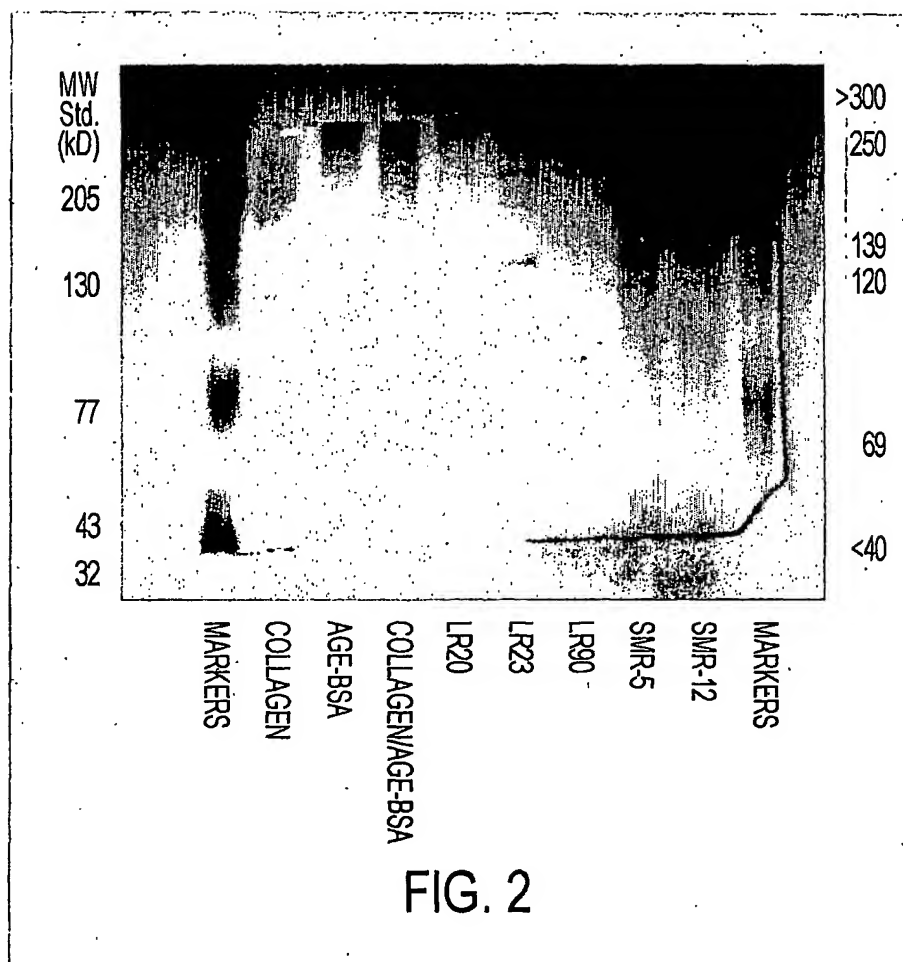 MW
Std.
(kD)
205
130
77
43
32
>300
250
139
120
69
<40
MARKERS
COLLAGEN
AGE-BSA
COLLAGEN/AGE-BSA
LR20
LR23
LR90
SMR-5
SMR-12
MARKERS
FIG. 2